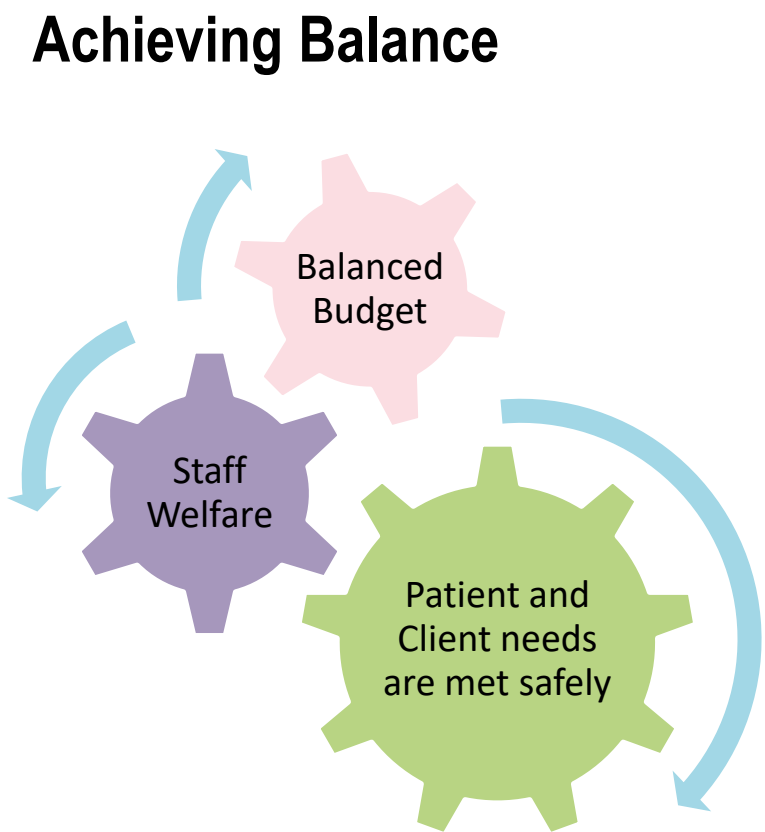 Achieving Balance
Balanced
Budget
Staff
Welfare
Patient and
Client needs
are met safely